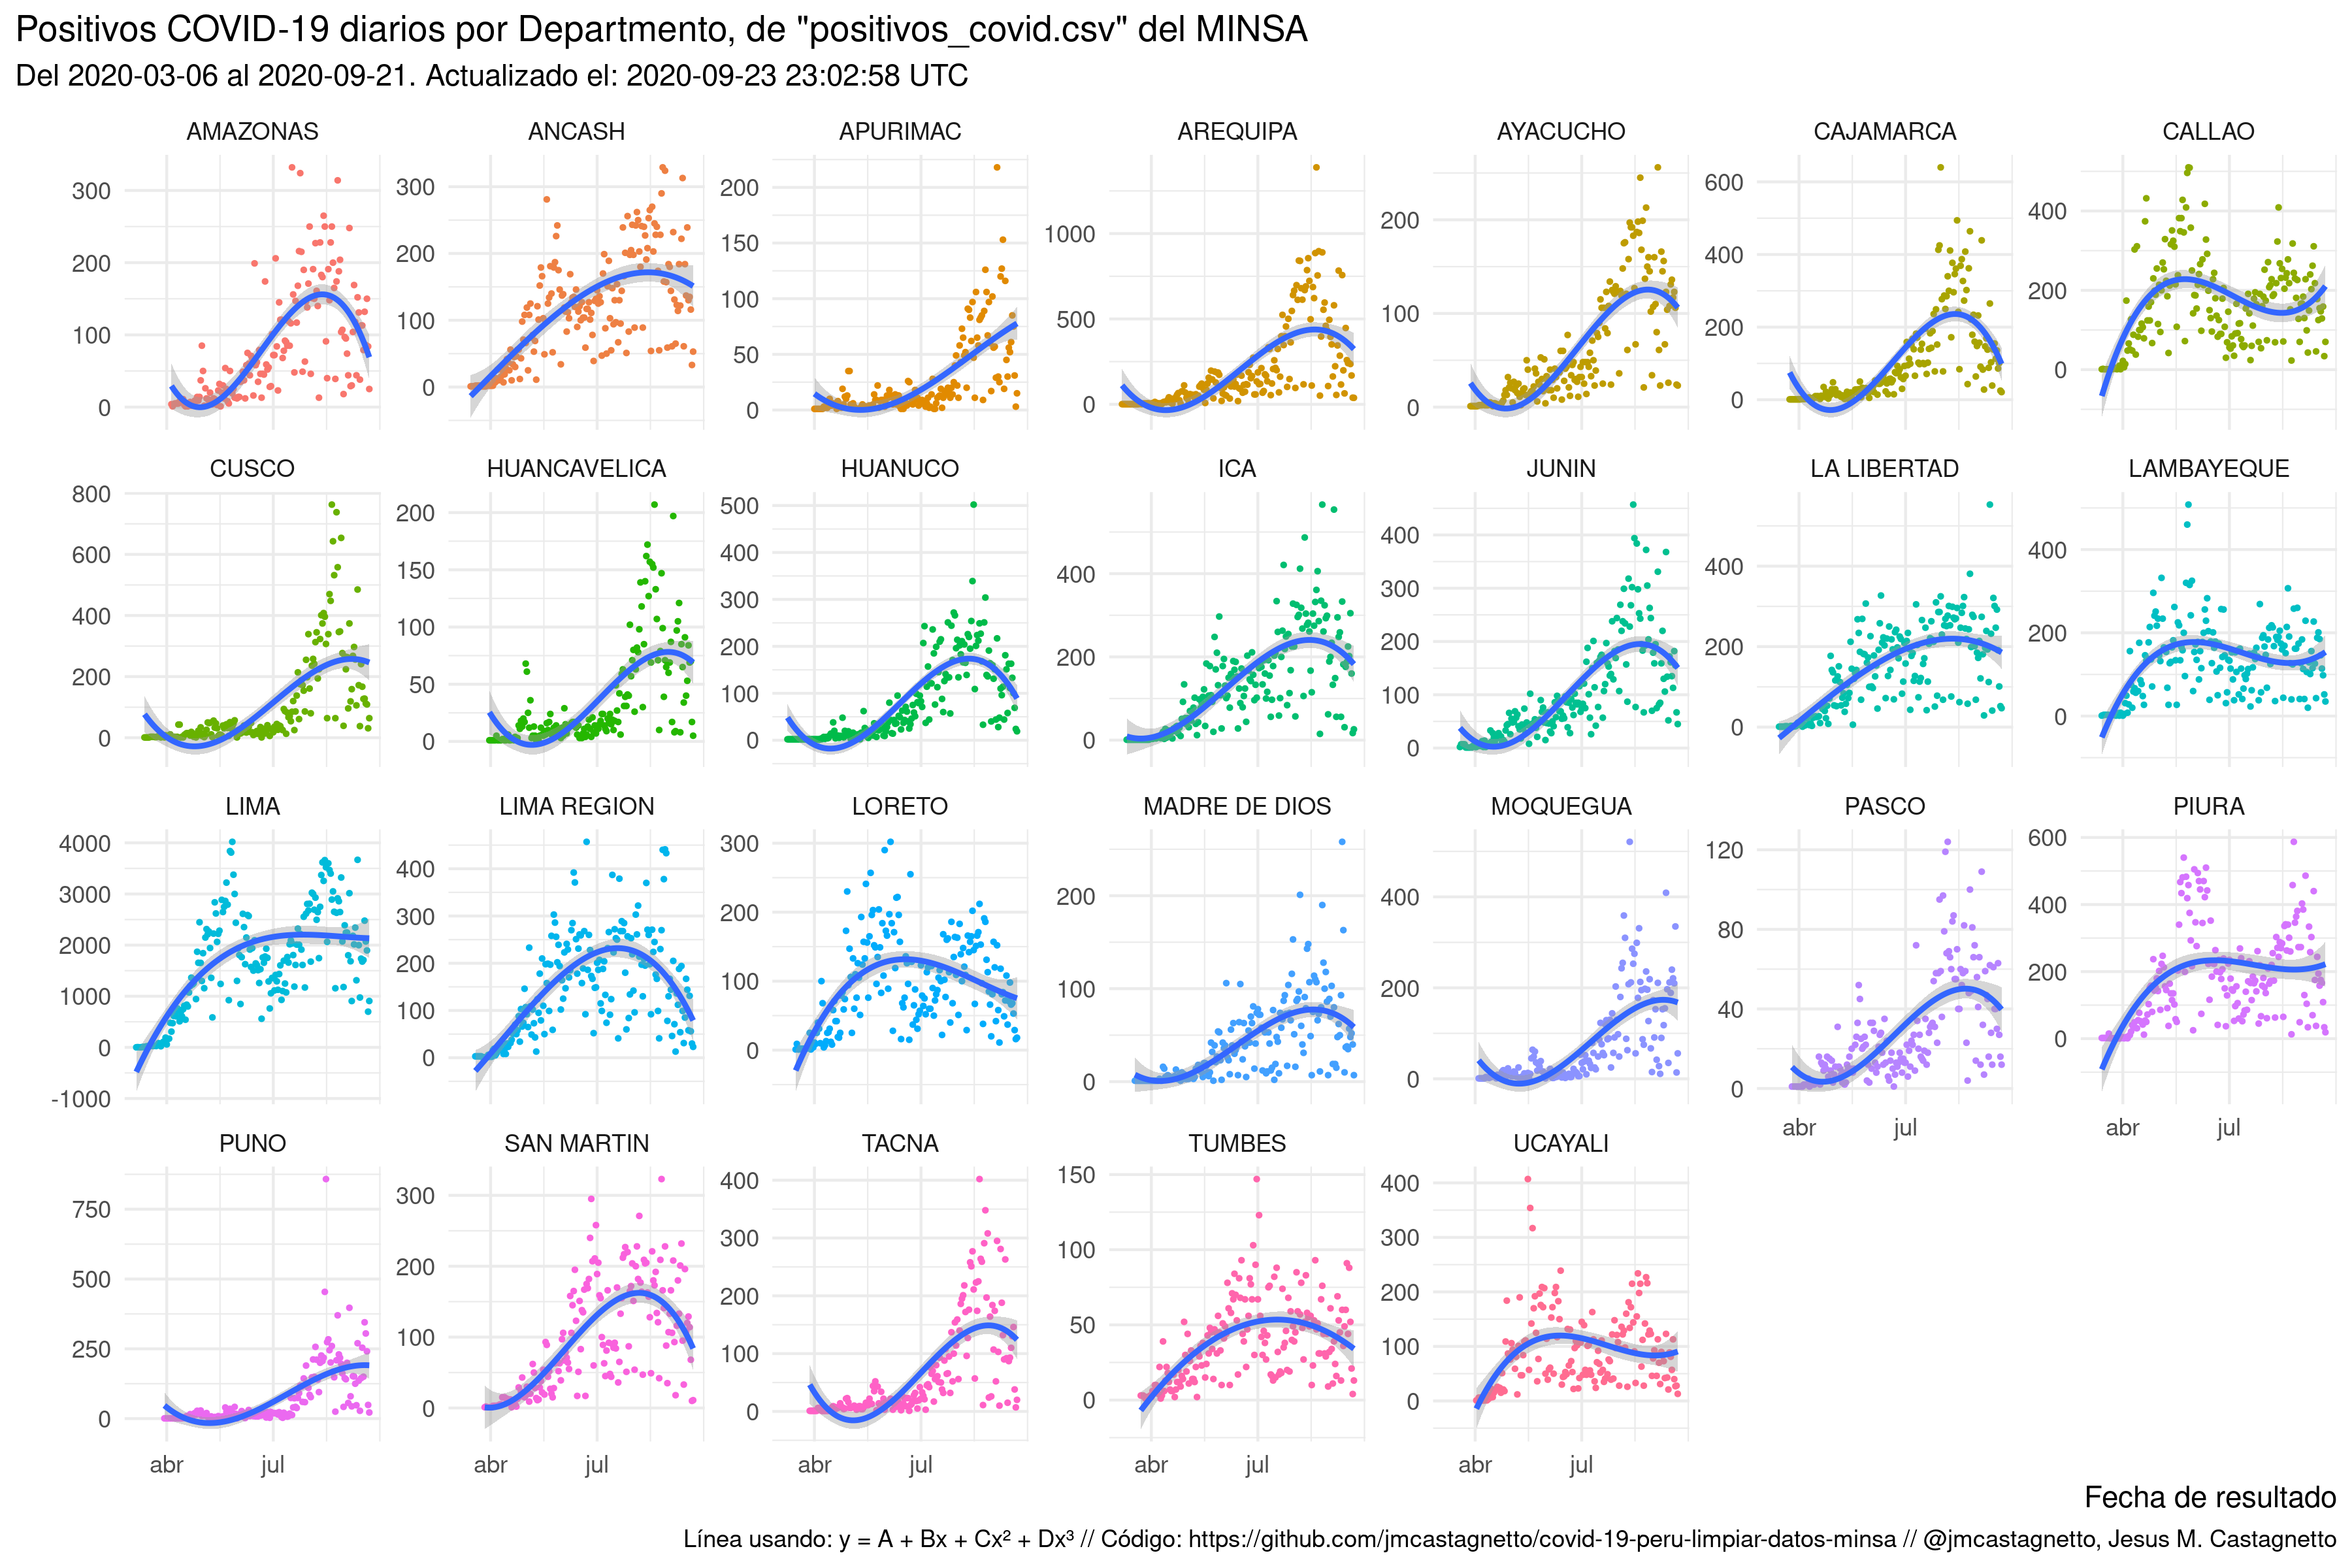 Positivos COVID-19 diarios por Departmento, de "positivos_covid.csv" del MINSA
Del 2020-03-06 al 2020-09-21. Actualizado el: 2020-09-23 23:02:58 UTC
AMAZONAS ANCASH APURIMAC AREQUIPA AYACUCHO CAJAMARCA CALLAO
300 200 100 0
300 200 100 0
200 150 100 50 0
1000 500 0
200 100 0
600 400 200 0
400 200 0
CUSCO HUANCAVELICA HUANUCO ICA JUNIN LA LIBERTAD LAMBAYEQUE
800 600 400 200 0
200 150 100 50 0
500 400 300 200 100 0
400 200 0
400 300 200 100 0
400 200 0
400 200 0
LIMA LIMA REGION LORETO MADRE DE DIOS MOQUEGUA PASCO PIURA
4000 3000 2000 1000 0 -1000
400 300 200 100 0
300 200 100 0
200 100 0
400 200 0
120 80 40 0
600 400 200 0
abr jul abr jul
PUNO SAN MARTIN TACNA TUMBES UCAYALI
750 500 250 0
300 200 100 0
400 300 200 100 0
150 100 50 0
400 300 200 100 0
abr jul abr jul abr jul abr jul abr jul
Fecha de resultado
Línea usando: y = A + Bx + Cx² + Dx³ // Código: https://github.com/jmcastagnetto/covid-19-peru-limpiar-datos-minsa // @jmcastagnetto, Jesus M. Castagnetto